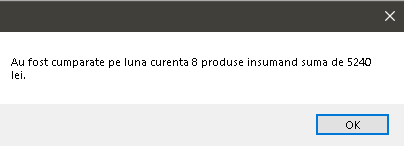 Au fost cumparate pe luna curenta 8 produse insumand suma de 5240
lei.
OK